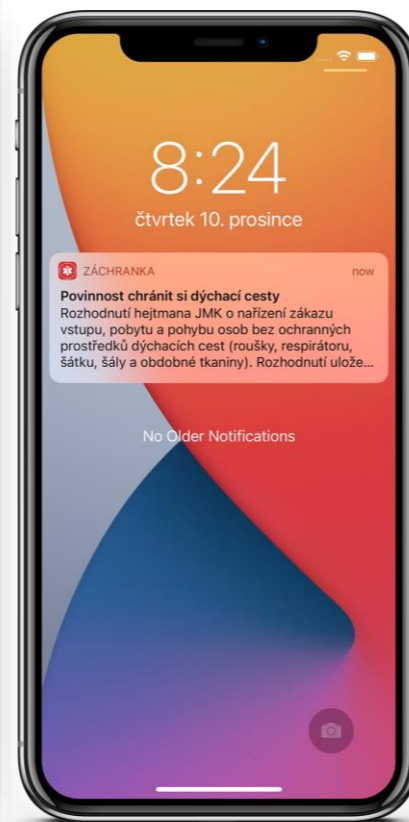 8:24
čtvrtek 10. prosince
ZÁCHRANKA now
Povinnost chránit si dýchací cesty
Rozhodnutí hejtmana JMK o nařízení zákazu
vstupu, pobytu a pohybu osob bez ochranných
prostředků dýchacích cest (roušky, respirátoru,
šátku, šály a obdobné tkaniny). Rozhodnutí ulože...
No Older Notifications